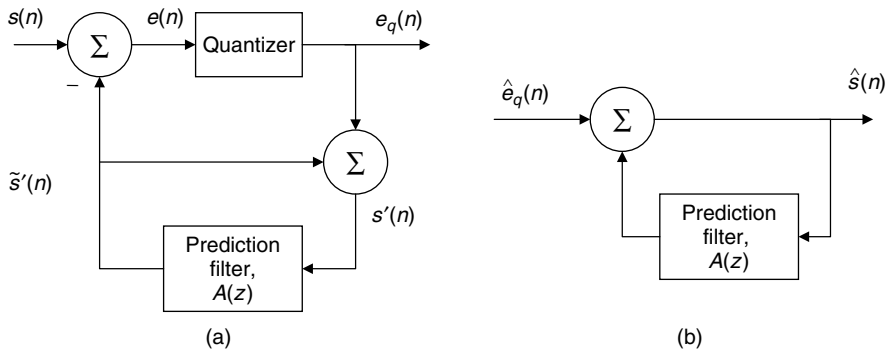 s(n)
e(n)
e_q(n)
Σ
Quantizer
–
Σ
s̃′(n)
s′(n)
Prediction
filter,
A(z)
(a)
ê_q(n)
ŝ(n)
Σ
Prediction
filter,
A(z)
(b)